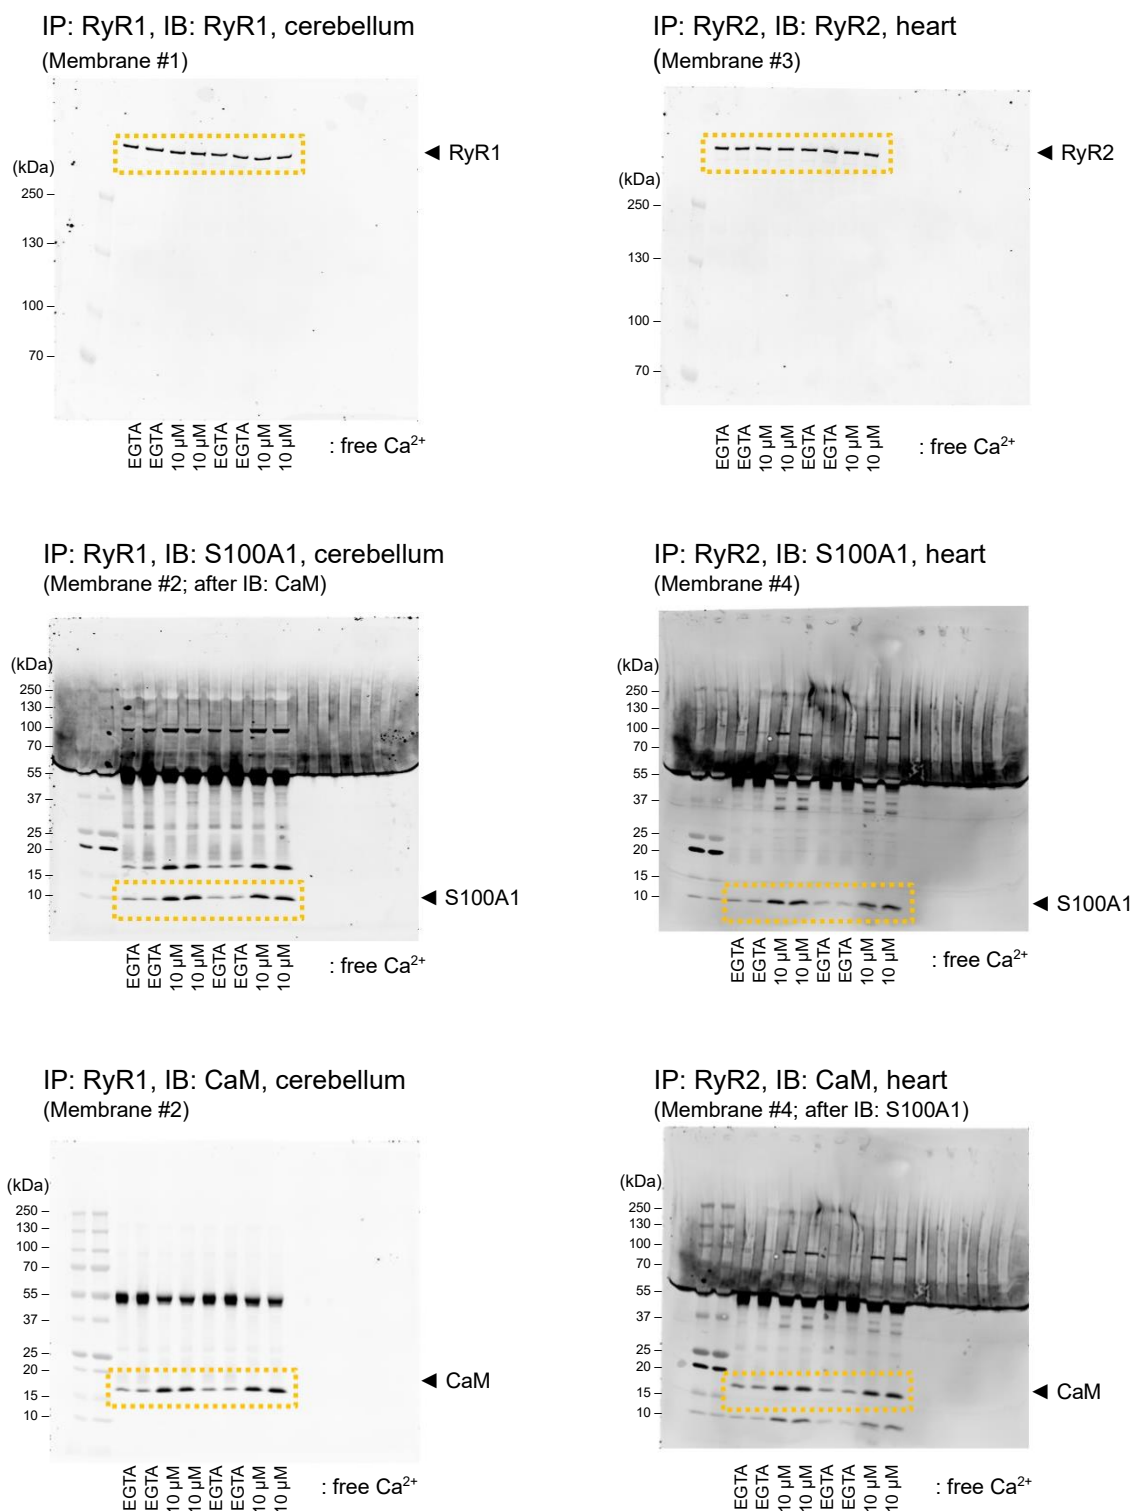 IP: RyR1, IB: RyR1, cerebellum
(Membrane #1)
(kDa)
250
130
100
70
RyR1
EGTA
EGTA
10 µM
10 µM
EGTA
EGTA
10 µM
10 µM
: free Ca²⁺
IP: RyR2, IB: RyR2, heart
(Membrane #3)
(kDa)
250
130
100
70
RyR2
EGTA
EGTA
10 µM
10 µM
EGTA
EGTA
10 µM
10 µM
: free Ca²⁺
IP: RyR1, IB: S100A1, cerebellum
(Membrane #2; after IB: CaM)
(kDa)
250
130
100
70
55
37
25
20
15
10
S100A1
EGTA
EGTA
10 µM
10 µM
EGTA
EGTA
10 µM
10 µM
: free Ca²⁺
IP: RyR2, IB: S100A1, heart
(Membrane #4)
(kDa)
250
130
100
70
55
37
25
20
15
10
S100A1
EGTA
EGTA
10 µM
10 µM
EGTA
EGTA
10 µM
10 µM
: free Ca²⁺
IP: RyR1, IB: CaM, cerebellum
(Membrane #2)
(kDa)
250
130
100
70
55
37
25
20
15
10
CaM
EGTA
EGTA
10 µM
10 µM
EGTA
EGTA
10 µM
10 µM
: free Ca²⁺
IP: RyR2, IB: CaM, heart
(Membrane #4; after IB: S100A1)
(kDa)
250
130
100
70
55
37
25
20
15
10
CaM
EGTA
EGTA
10 µM
10 µM
EGTA
EGTA
10 µM
10 µM
: free Ca²⁺